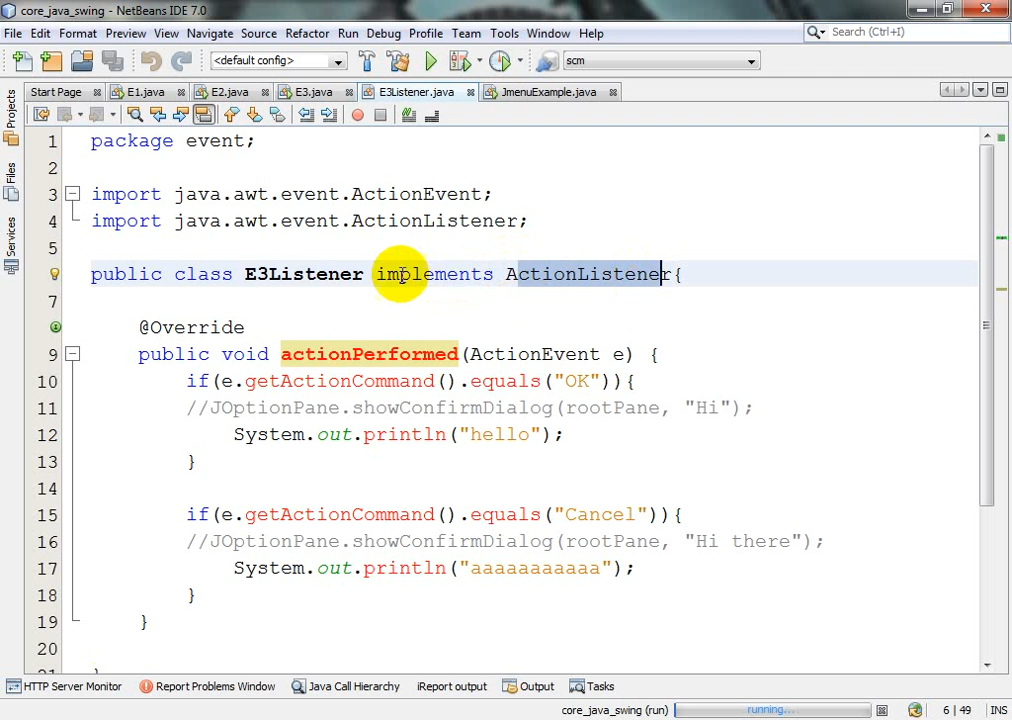 core_java_swing - NetBeans IDE 7.0
File Edit Format Preview View Navigate Source Refactor Run Debug Profile Team Tools Window Help
Search (Ctrl+I)
<default config>
scm
Start Page E1.java E2.java E3.java E3Listener.java JmenuExample.java
Projects
Files
Services
1 package event;
2
3 import java.awt.event.ActionEvent;
4 import java.awt.event.ActionListener;
5
6 public class E3Listener implements ActionListener{
7
@Override
9 public void actionPerformed(ActionEvent e) {
10 if(e.getActionCommand().equals("OK")){
11 //JOptionPane.showConfirmDialog(rootPane, "Hi");
12 System.out.println("hello");
13 }
14
15 if(e.getActionCommand().equals("Cancel")){
16 //JOptionPane.showConfirmDialog(rootPane, "Hi there");
17 System.out.println("aaaaaaaaaaa");
18 }
19 }
20
21 }
HTTP Server Monitor Report Problems Window Java Call Hierarchy iReport output Output Tasks
core_java_swing (run) running... 6 | 49 INS